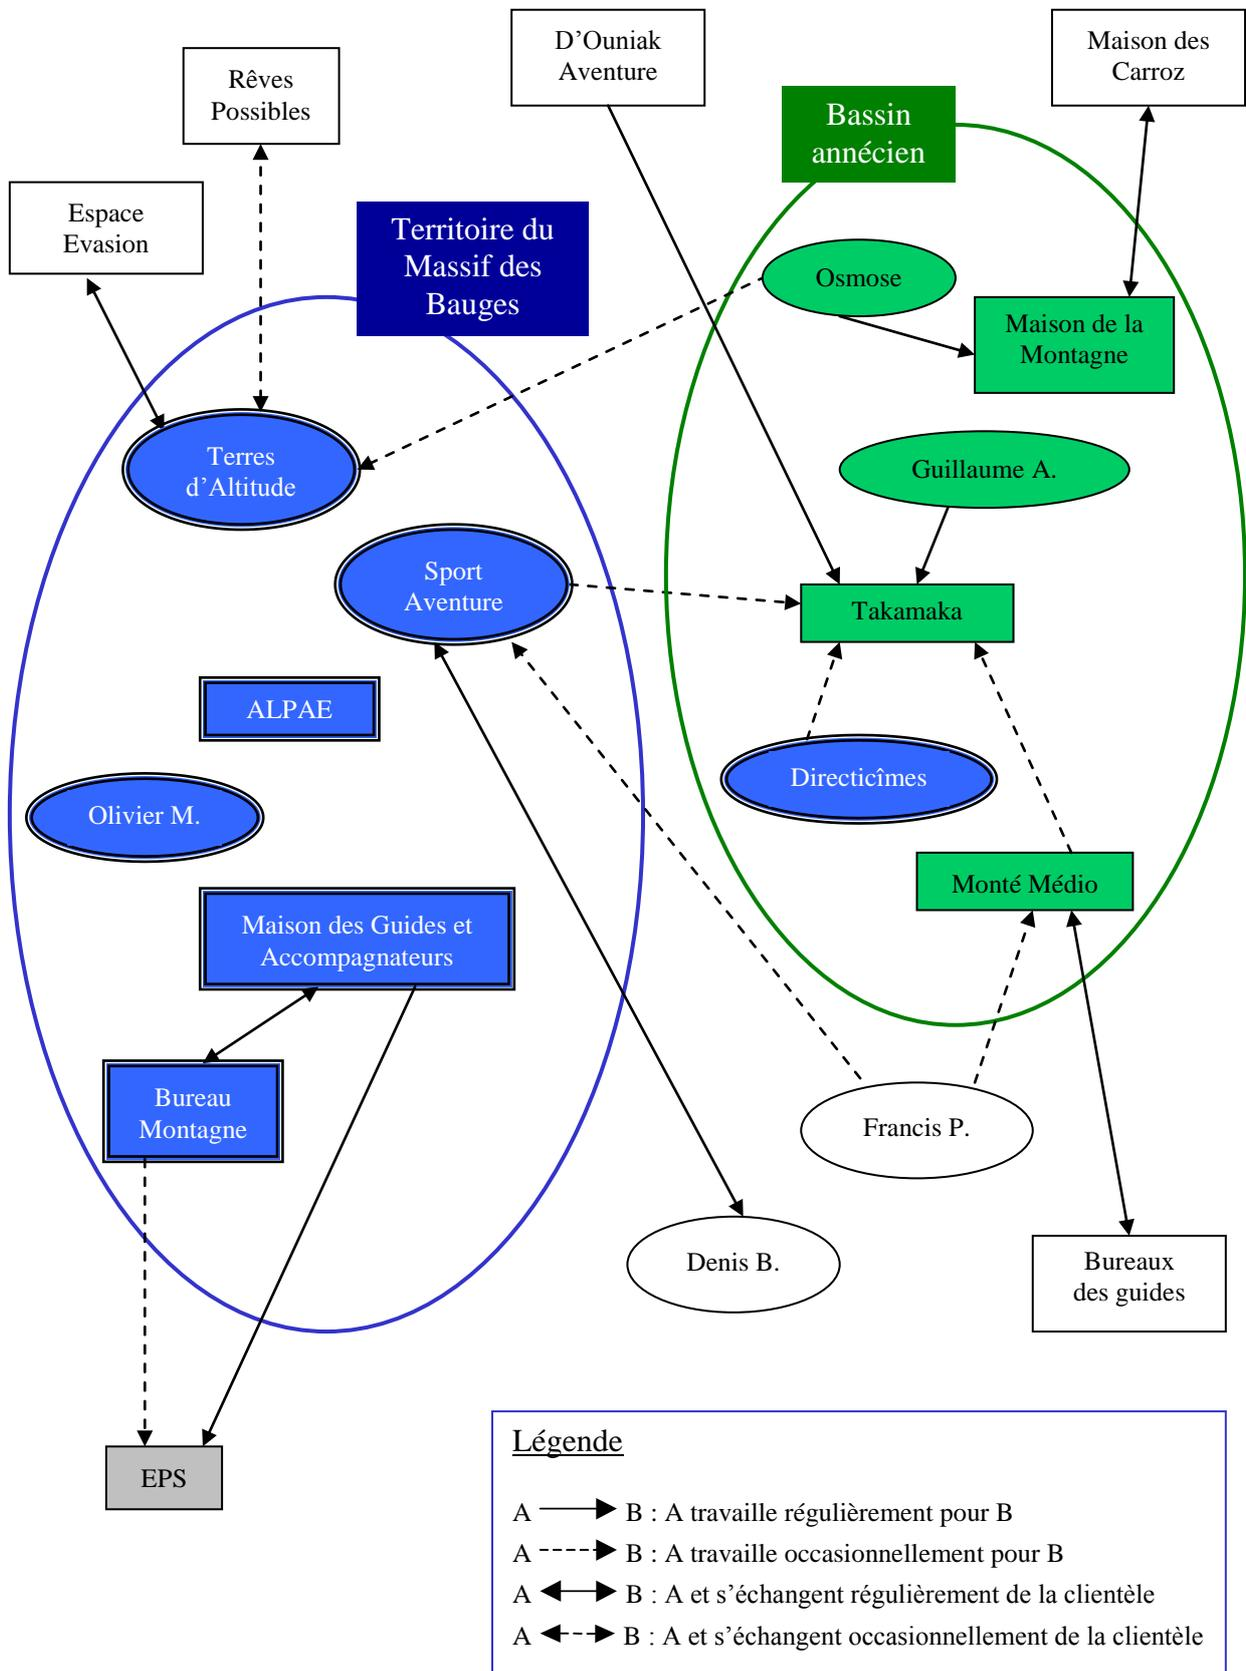 D’Ouniak
Aventure
Maison des
Carroz
Rêves
Possibles
Bassin
annécien
Espace
Evasion
Territoire du
Massif des
Bauges
Osmose
Maison de la
Montagne
Terres
d’Altitude
Guillaume A.
Sport
Aventure
Takamaka
ALPAE
Directicîmes
Olivier M.
Monté Médio
Maison des Guides et
Accompagnateurs
Bureau
Montagne
Francis P.
Denis B.
Bureaux
des guides
EPS
Légende
A B : A travaille régulièrement pour B
A B : A travaille occasionnellement pour B
A B : A et s’échangent régulièrement de la clientèle
A B : A et s’échangent occasionnellement de la clientèle